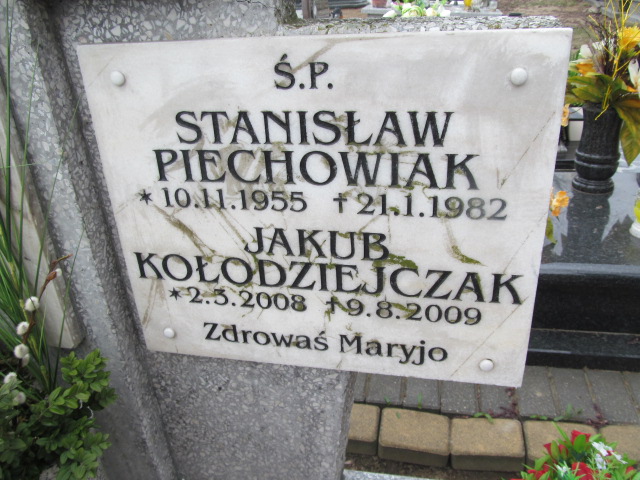 Ś.P.
STANISŁAW
PIECHOWIAK
* 10.11.1955 † 21.1.1982
JAKUB
KOŁODZIEJCZAK
* 2.5.2008 † 9.8.2009
Zdrowaś Maryjo